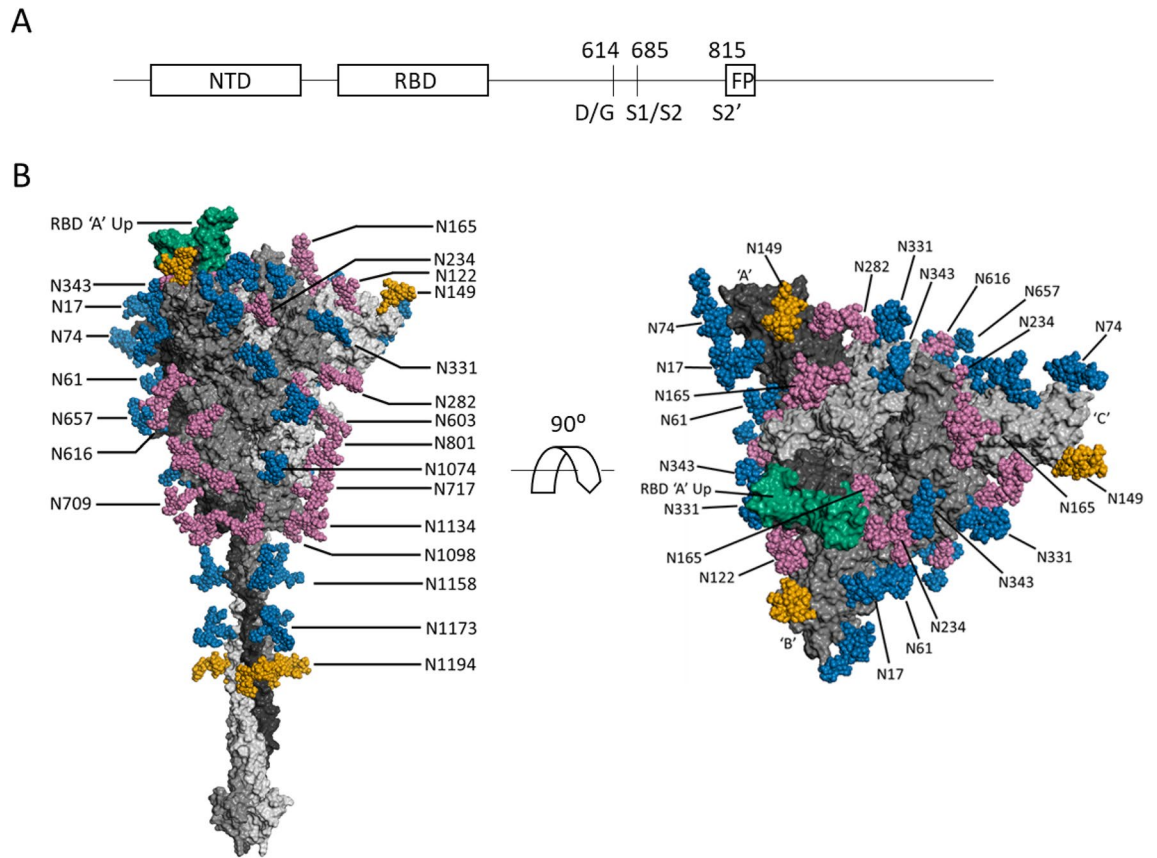 A
614 685 815
NTD RBD FP
D/G S1/S2 S2’
B
RBD ‘A’ Up
N343
N17
N74
N61
N657
N616
N709
N165
N234
N122
N149
N331
N282
N603
N801
N1074
N717
N1134
N1098
N1158
N1173
N1194
90º
N149
‘A’
N282
N331
N343
N616
N657
N234
N74
N74
N17
N165
N61
‘C’
N343
RBD ‘A’ Up
N331
N149
N165
N165
N122
N331
N343
N234
‘B’
N61
N17